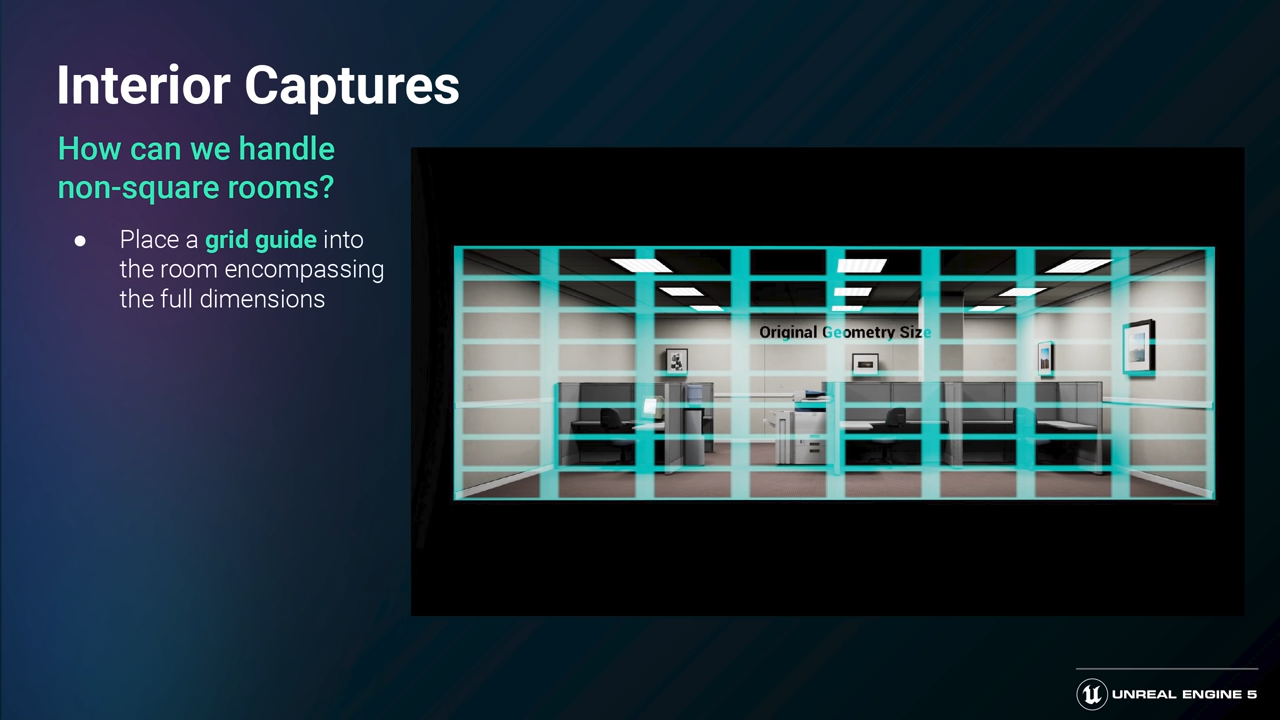 Interior Captures
How can we handle
non-square rooms?
● Place a grid guide into
the room encompassing
the full dimensions
Original Geometry Size
UNREAL ENGINE 5